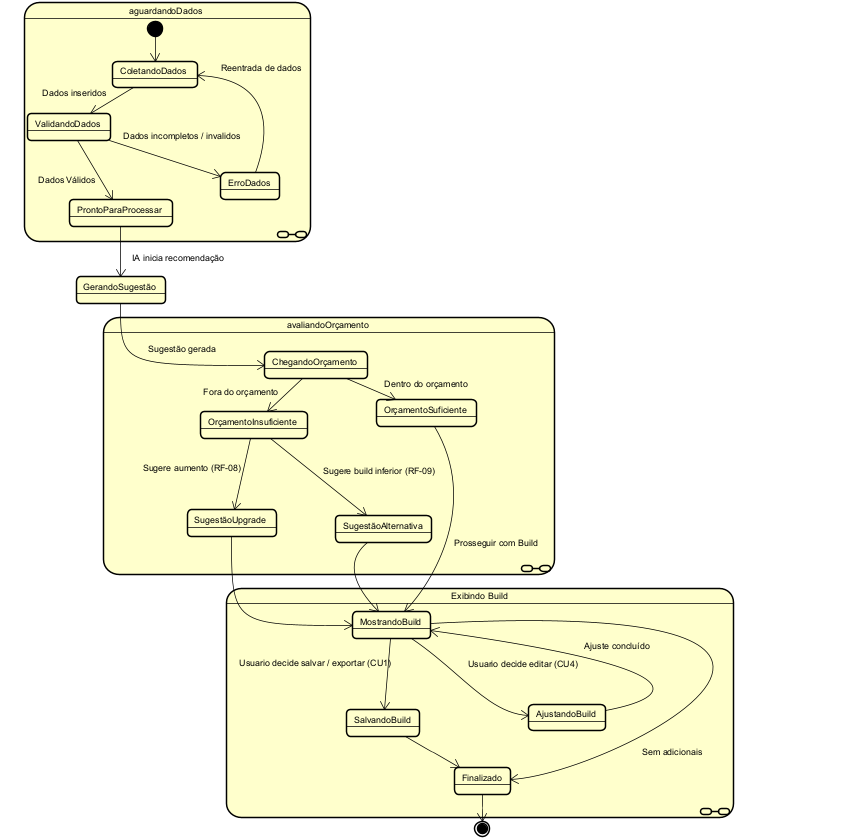 aguardandoDados
ColetandoDados
Reentrada de dados
Dados inseridos
ValidandoDados
Dados incompletos / invalidos
Dados Válidos
ErroDados
ProntoParaProcessar
IA inicia recomendação
GerandoSugestão
avaliandoOrçamento
Sugestão gerada
ChegandoOrçamento
Fora do orçamento
Dentro do orçamento
OrçamentoInsuficiente
OrçamentoSuficiente
Sugere aumento (RF-08)
Sugere build inferior (RF-09)
SugestãoUpgrade
SugestãoAlternativa
Prosseguir com Build
Exibindo Build
MostrandoBuild
Ajuste concluído
Usuario decide salvar / exportar (CU1)
Usuario decide editar (CU4)
SalvandoBuild
AjustandoBuild
Sem adicionais
Finalizado